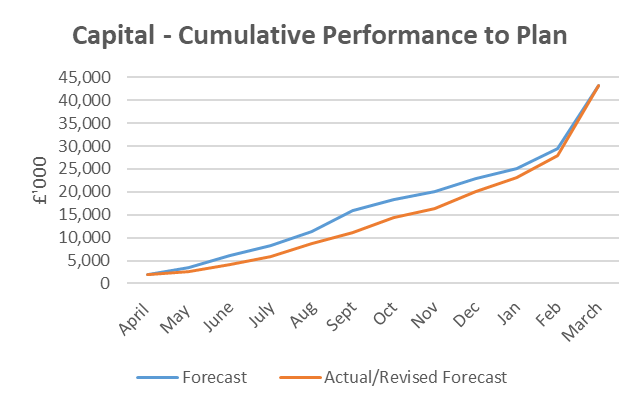 Capital - Cumulative Performance to Plan
£'000
45,000
40,000
35,000
30,000
25,000
20,000
15,000
10,000
5,000
0
April
May
June
July
Aug
Sept
Oct
Nov
Dec
Jan
Feb
March
Forecast
Actual/Revised Forecast